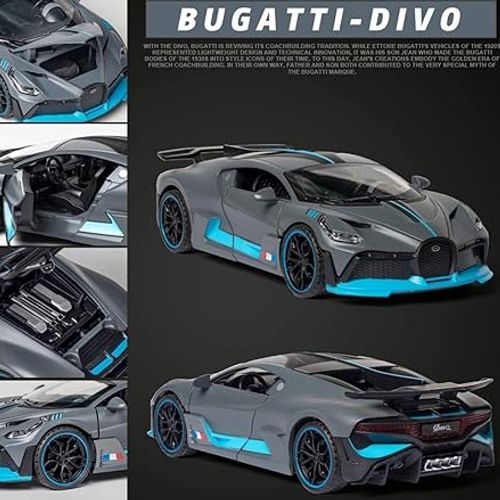 BUGATTI-DIVO
WITH THE DIVO, BUGATTI IS REVIVING ITS COACHBUILDING TRADITION. WHILE ETTORE BUGATTI'S VEHICLES OF THE 1920S
REPRESENTED LIGHTWEIGHT DESIGN AND TECHNICAL INNOVATION, IT WAS HIS SON JEAN WHO MADE THE BUGATTI
BODIES OF THE 1930S INTO STYLE ICONS OF THEIR TIME. TO THIS DAY, JEAN'S CREATIONS EMBODY THE GOLDEN ERA OF
FRENCH COACHBUILDING. IN THEIR OWN WAY, FATHER AND SON BOTH CONTRIBUTED TO THE VERY SPECIAL MYTH OF
THE BUGATTI MARQUE.